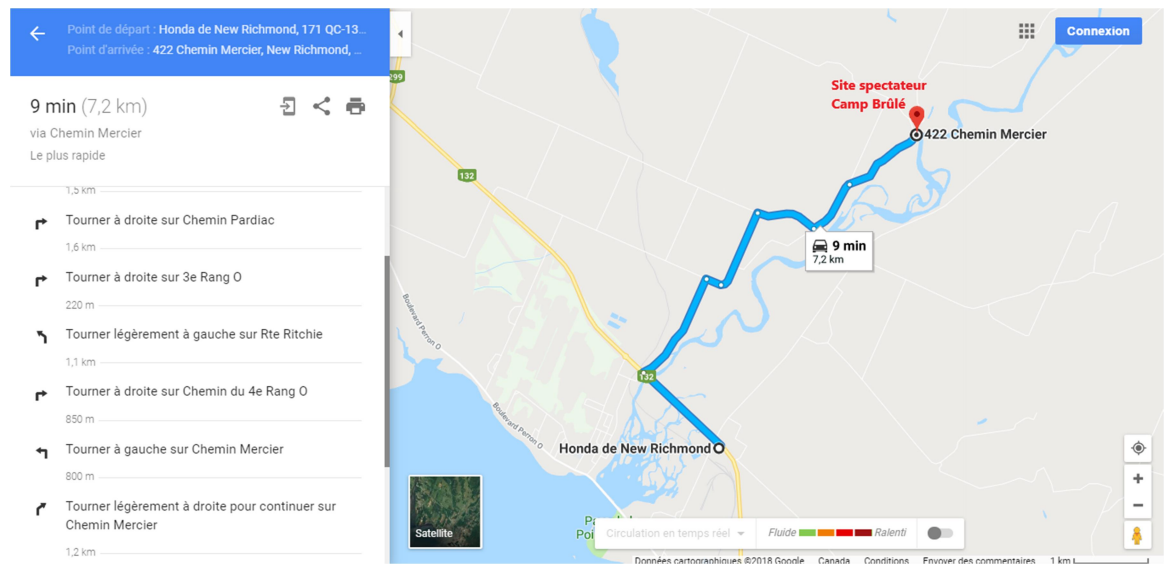 Point de départ : Honda de New Richmond, 171 QC-13...
Point d'arrivée : 422 Chemin Mercier, New Richmond, ...
9 min (7,2 km)
via Chemin Mercier
Le plus rapide
1,5 km
Tourner à droite sur Chemin Pardiac
1,6 km
Tourner à droite sur 3e Rang O
220 m
Tourner légèrement à gauche sur Rte Ritchie
1,1 km
Tourner à droite sur Chemin du 4e Rang O
850 m
Tourner à gauche sur Chemin Mercier
800 m
Tourner légèrement à droite pour continuer sur
Chemin Mercier
1,2 km
Connexion
299
Site spectateur
Camp Brûlé
422 Chemin Mercier
132
9 min
7,2 km
Boulevard Perron O
132
Boulevard Perron O
Honda de New Richmond
Satellite
Circulation en temps réel
Fluide
Ralenti
Données cartographiques ©2018 Google
Canada
Conditions
Envoyer des commentaires
1 km